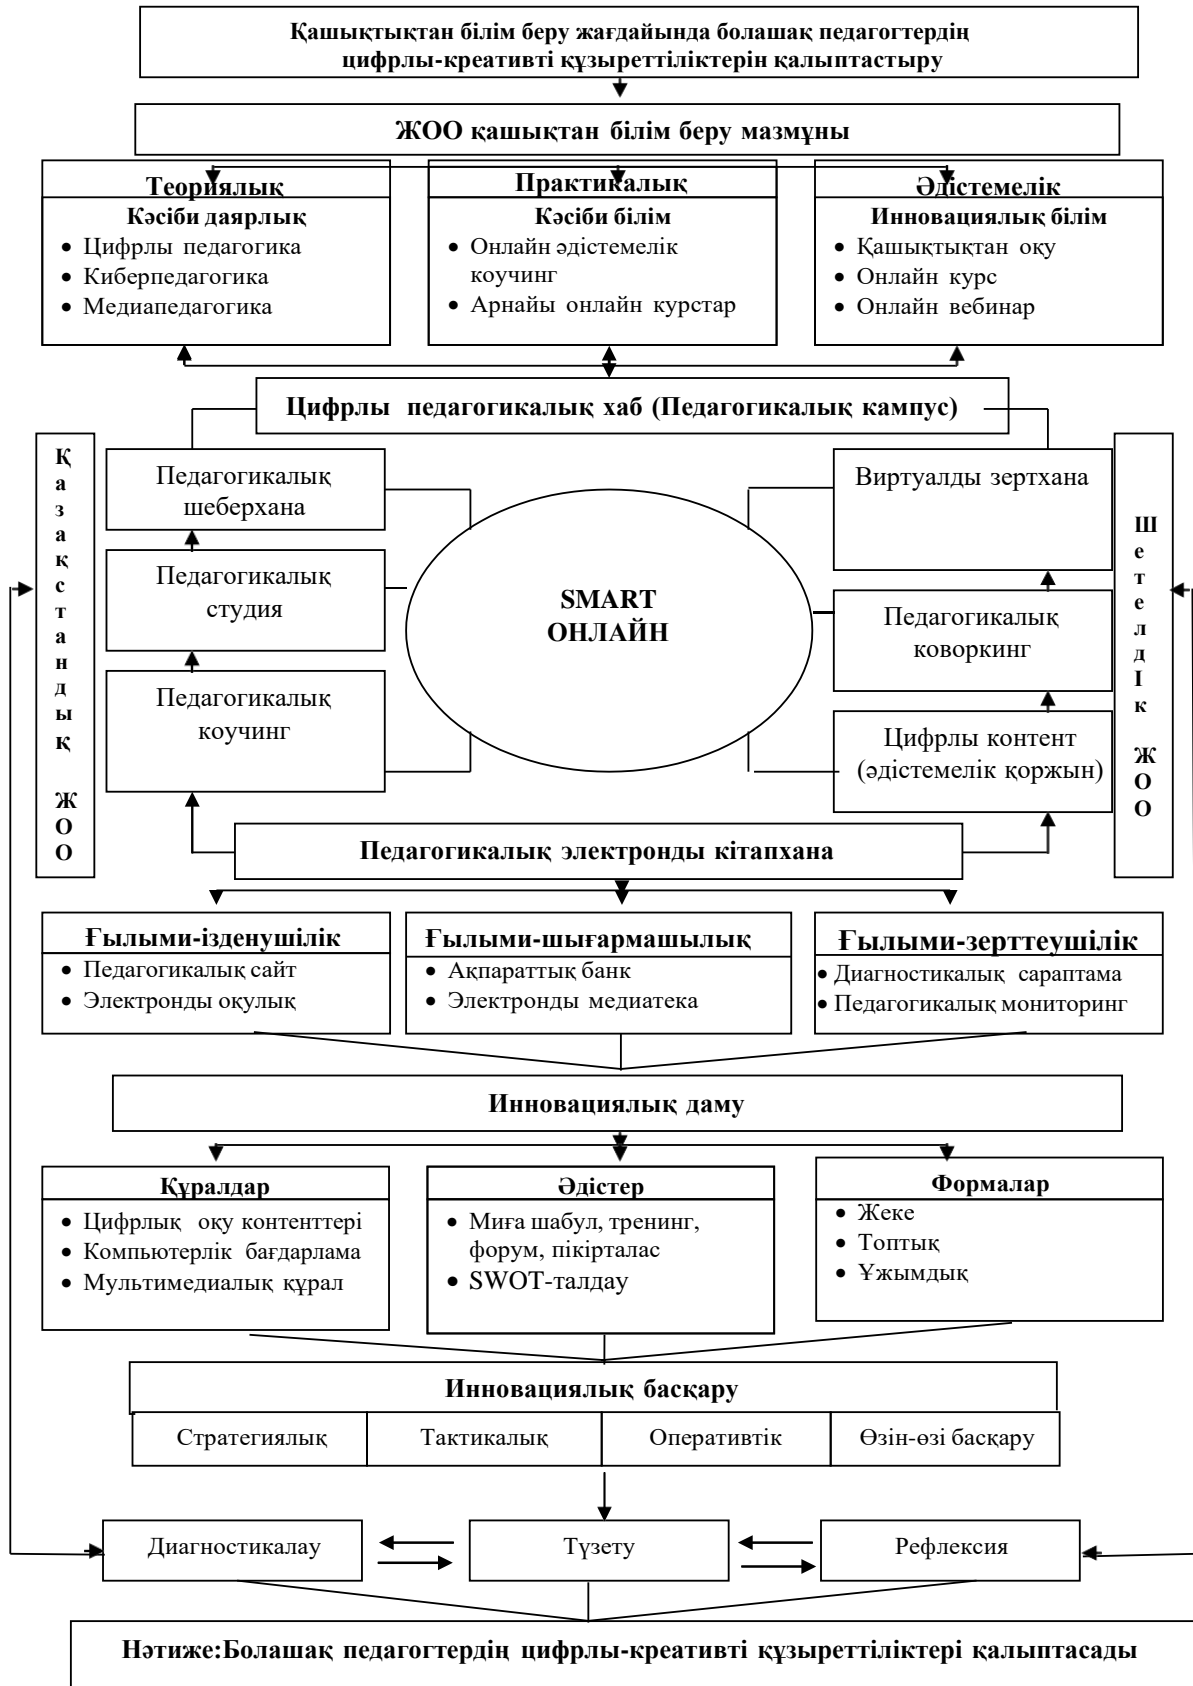 Қашықтықтан білім беру жағдайында болашақ педагогтердің
цифрлы-креативті құзыреттіліктерін қалыптастыру
ЖОО қашықтан білім беру мазмұны
Теориялық
Кәсіби даярлық
• Цифрлы педагогика
• Киберпедагогика
• Медиапедагогика
Практикалық
Кәсіби білім
• Онлайн әдістемелік
коучинг
• Арнайы онлайн курстар
Әдістемелік
Инновациялық білім
• Қашықтықтан оқу
• Онлайн курс
• Онлайн вебинар
Цифрлы педагогикалық хаб (Педагогикалық кампус)
Қазақстандық ЖОО
Педагогикалық
шеберхана
Педагогикалық
студия
Педагогикалық
коучинг
SMART
ОНЛАЙН
Виртуалды зертхана
Педагогикалық
коворкинг
Цифрлы контент
(әдістемелік қоржын)
ШетелдІк ЖОО
Педагогикалық электронды кітапхана
Ғылыми-ізденушілік
• Педагогикалық сайт
• Электронды оқулық
Ғылыми-шығармашылық
• Ақпараттық банк
• Электронды медиатека
Ғылыми-зерттеушілік
• Диагностикалық сараптама
• Педагогикалық мониторинг
Инновациялық даму
Құралдар
• Цифрлық оқу контенттері
• Компьютерлік бағдарлама
• Мультимедиалық құрал
Әдістер
• Миға шабул, тренинг,
форум, пікірталас
• SWOT-талдау
Формалар
• Жеке
• Топтық
• Ұжымдық
Инновациялық басқару
Стратегиялық
Тактикалық
Оперативтік
Өзін-өзі басқару
Диагностикалау
Түзету
Рефлексия
Нәтиже:Болашақ педагогтердің цифрлы-креативті құзыреттіліктері қалыптасады